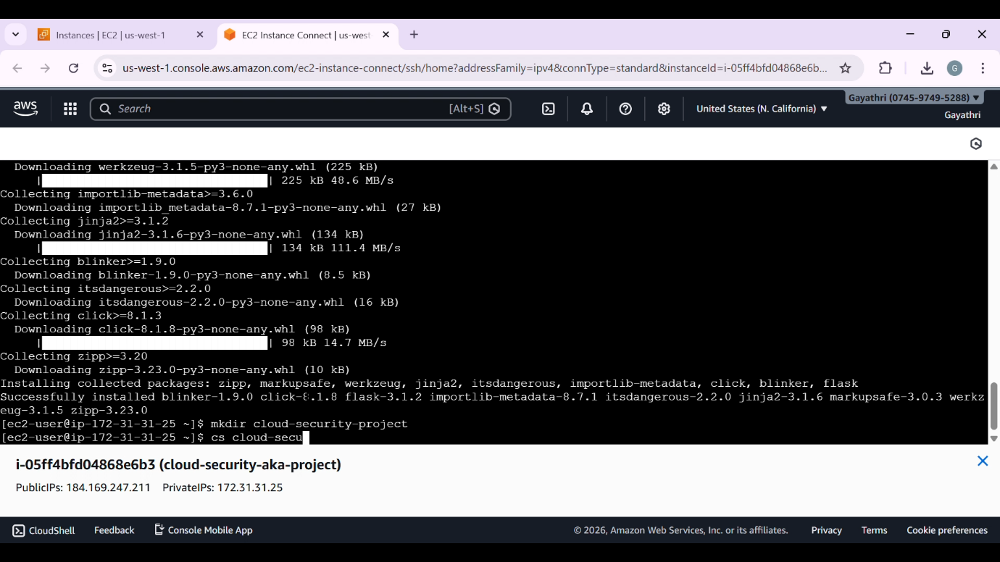 Instances | EC2 | us-west-1
EC2 Instance Connect | us-west
us-west-1.console.aws.amazon.com/ec2-instance-connect/ssh/home?addressFamily=ipv4&connType=standard&instanceId=i-05ff4bfd04868e6b...
G
aws
Search
[Alt+S]
United States (N. California)
Gayathri (0745-9749-5288)
Gayathri
Downloading werkzeug-3.1.5-py3-none-any.whl (225 kB)
| | 225 kB 48.6 MB/s
Collecting importlib-metadata>=3.6.0
Downloading importlib_metadata-8.7.1-py3-none-any.whl (27 kB)
Collecting jinja2>=3.1.2
Downloading jinja2-3.1.6-py3-none-any.whl (134 kB)
| | 134 kB 111.4 MB/s
Collecting blinker>=1.9.0
Downloading blinker-1.9.0-py3-none-any.whl (8.5 kB)
Collecting itsdangerous>=2.2.0
Downloading itsdangerous-2.2.0-py3-none-any.whl (16 kB)
Collecting click>=8.1.3
Downloading click-8.1.8-py3-none-any.whl (98 kB)
| | 98 kB 14.7 MB/s
Collecting zipp>=3.20
Downloading zipp-3.23.0-py3-none-any.whl (10 kB)
Installing collected packages: zipp, markupsafe, werkzeug, jinja2, itsdangerous, importlib-metadata, click, blinker, flask
Successfully installed blinker-1.9.0 click-8.1.8 flask-3.1.2 importlib-metadata-8.7.1 itsdangerous-2.2.0 jinja2-3.1.6 markupsafe-3.0.3 werkz
eug-3.1.5 zipp-3.23.0
[ec2-user@ip-172-31-31-25 ~]$ mkdir cloud-security-project
[ec2-user@ip-172-31-31-25 ~]$ cs cloud-secu
i-05ff4bfd04868e6b3 (cloud-security-aka-project)
PublicIPs: 184.169.247.211 PrivateIPs: 172.31.31.25
CloudShell
Feedback
Console Mobile App
© 2026, Amazon Web Services, Inc. or its affiliates.
Privacy
Terms
Cookie preferences